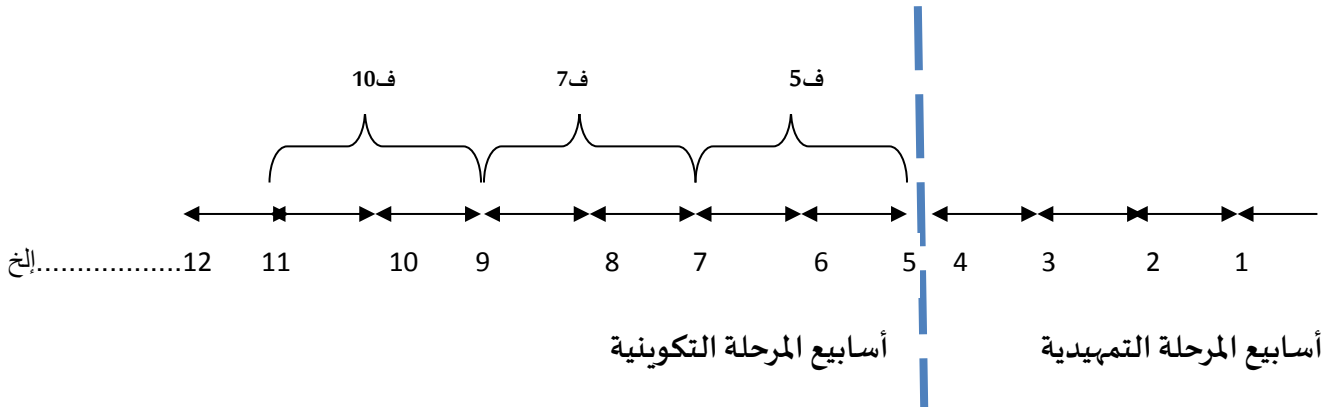 ف5 ف7 ف10
1 2 3 4 5 6 7 8 9 10 11 12..................إلخ
أسابيع المرحلة التمهيدية أسابيع المرحلة التكوينية